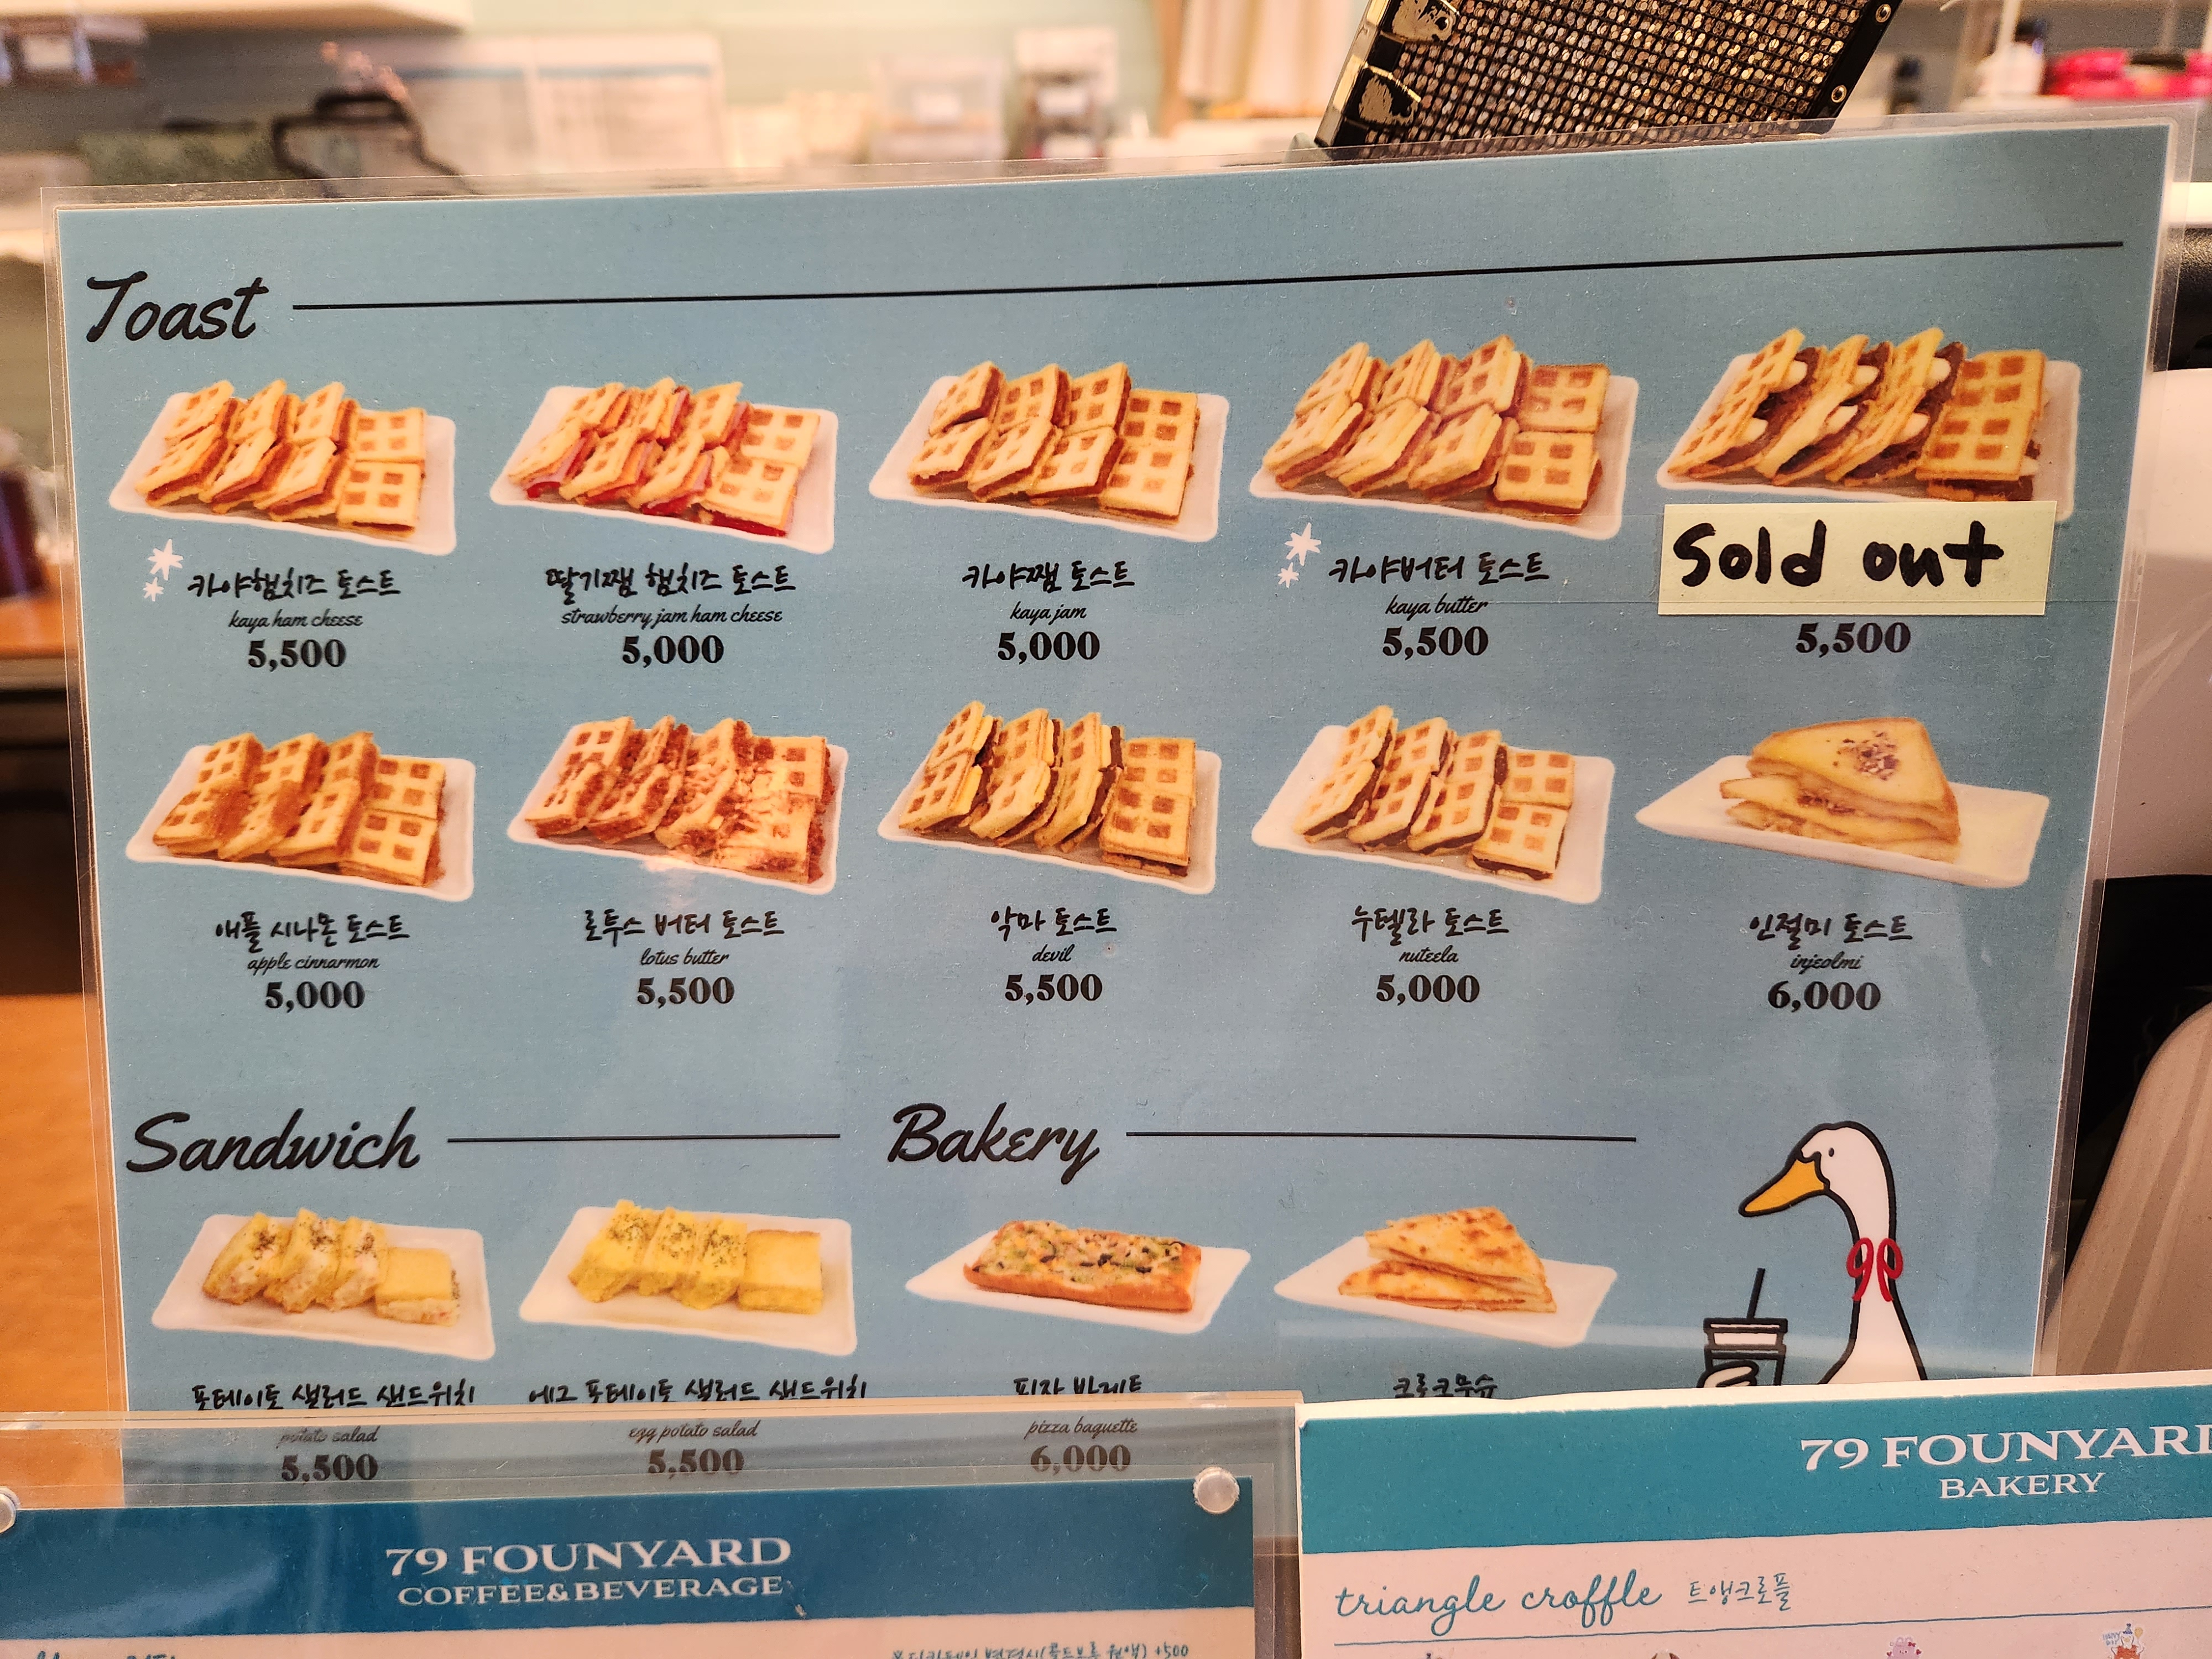 Toast
카야햄치즈 토스트
kaya ham cheese
5,500
딸기쨈 햄치즈 토스트
strawberry jam ham cheese
5,000
카야쨈 토스트
kaya jam
5,000
카야버터 토스트
kaya butter
5,500
Sold out
5,500
애플 시나몬 토스트
apple cinnarmon
5,000
로투스 버터 토스트
lotus butter
5,500
악마 토스트
devil
5,500
누텔라 토스트
nuteela
5,000
인절미 토스트
injeolmi
6,000
Sandwich
포테이토 샐러드 샌드위치
potato salad
5,500
에그 포테이토 샐러드 샌드위치
egg potato salad
5,500
Bakery
피자 바게트
pizza baguette
6,000
크로크무슈
79 FOUNYARD
COFFEE&BEVERAGE
+500
79 FOUNYARD
BAKERY
triangle croffle 트앵크로플